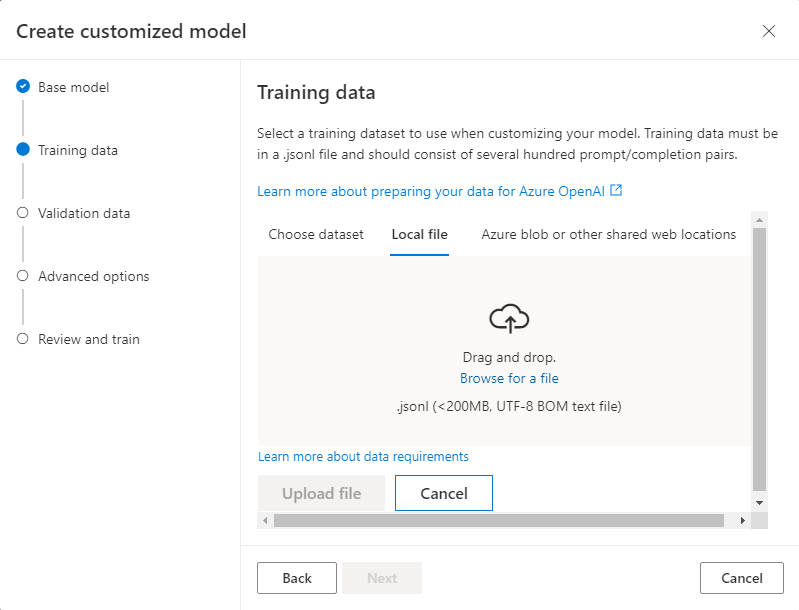 Create customized model
Base model
Training data
Validation data
Advanced options
Review and train
Training data
Select a training dataset to use when customizing your model. Training data must be
in a .jsonl file and should consist of several hundred prompt/completion pairs.
Learn more about preparing your data for Azure OpenAI
Choose dataset Local file Azure blob or other shared web locations
Drag and drop.
Browse for a file
.jsonl (<200MB, UTF-8 BOM text file)
Learn more about data requirements
Upload file Cancel
Back Next Cancel